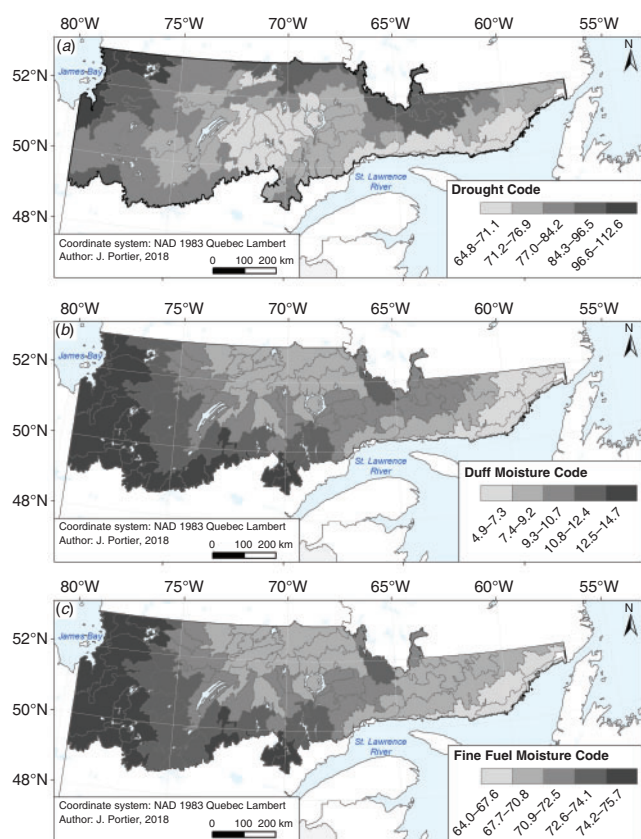 80°W 75°W 70°W 65°W 60°W 55°W
(a)
N
52°N
James Bay
50°N
St. Lawrence
River
48°N
Drought Code
64.8–71.1
71.2–76.9
77.0–84.2
84.3–96.5
96.6–112.6
Coordinate system: NAD 1983 Quebec Lambert
Author: J. Portier, 2018
0 100 200 km
80°W 75°W 70°W 65°W 60°W 55°W
(b)
N
52°N
James Bay
50°N
St. Lawrence
River
48°N
Duff Moisture Code
4.9–7.3
7.4–9.2
9.3–10.7
10.8–12.4
12.5–14.7
Coordinate system: NAD 1983 Quebec Lambert
Author: J. Portier, 2018
0 100 200 km
80°W 75°W 70°W 65°W 60°W 55°W
(c)
N
52°N
James Bay
50°N
St. Lawrence
River
48°N
Fine Fuel Moisture Code
64.0–67.6
67.7–70.8
70.9–72.5
72.6–74.1
74.2–75.7
Coordinate system: NAD 1983 Quebec Lambert
Author: J. Portier, 2018
0 100 200 km